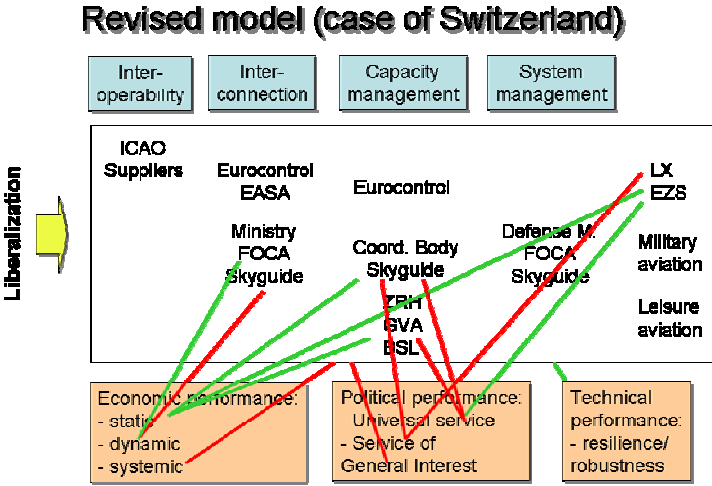 Revised model (case of Switzerland)
Inter-
operability
Inter-
connection
Capacity
management
System
management
Liberalization
ICAO
Suppliers
Eurocontrol
EASA
Ministry
FOCA
Skyguide
Eurocontrol
Coord. Body
Skyguide
ZRH
GVA
BSL
Defense M.
FOCA
Skyguide
LX
EZS
Military
aviation
Leisure
aviation
Economic performance:
- static
- dynamic
- systemic
Political performance:
Universal service
- Service of
General Interest
Technical
performance:
- resilience/
robustness